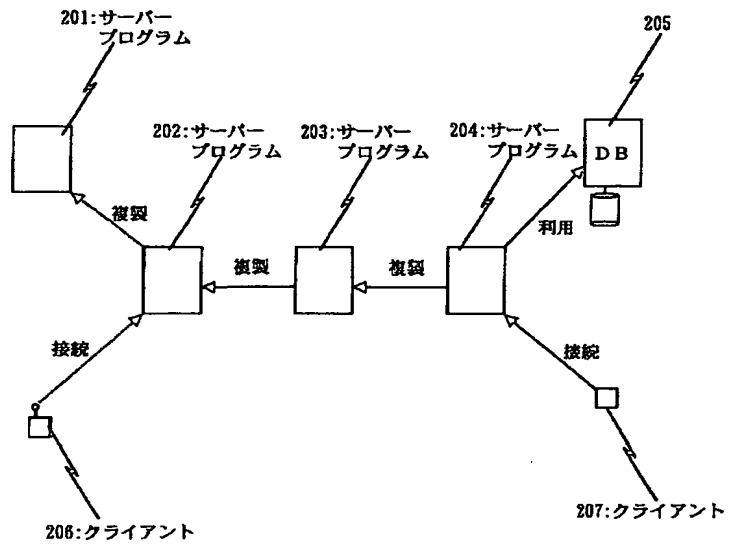 201:サーバー
プログラム
205
202:サーバー
プログラム
203:サーバー
プログラム
204:サーバー
プログラム
DB
複製
複製
複製
利用
接続
接続
206:クライアント
207:クライアント